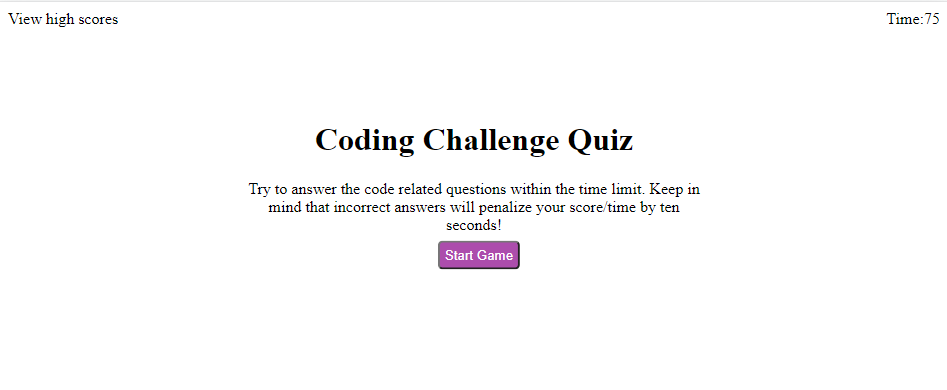 View high scores
Time:75
Coding Challenge Quiz
Try to answer the code related questions within the time limit. Keep in
mind that incorrect answers will penalize your score/time by ten
seconds!
Start Game